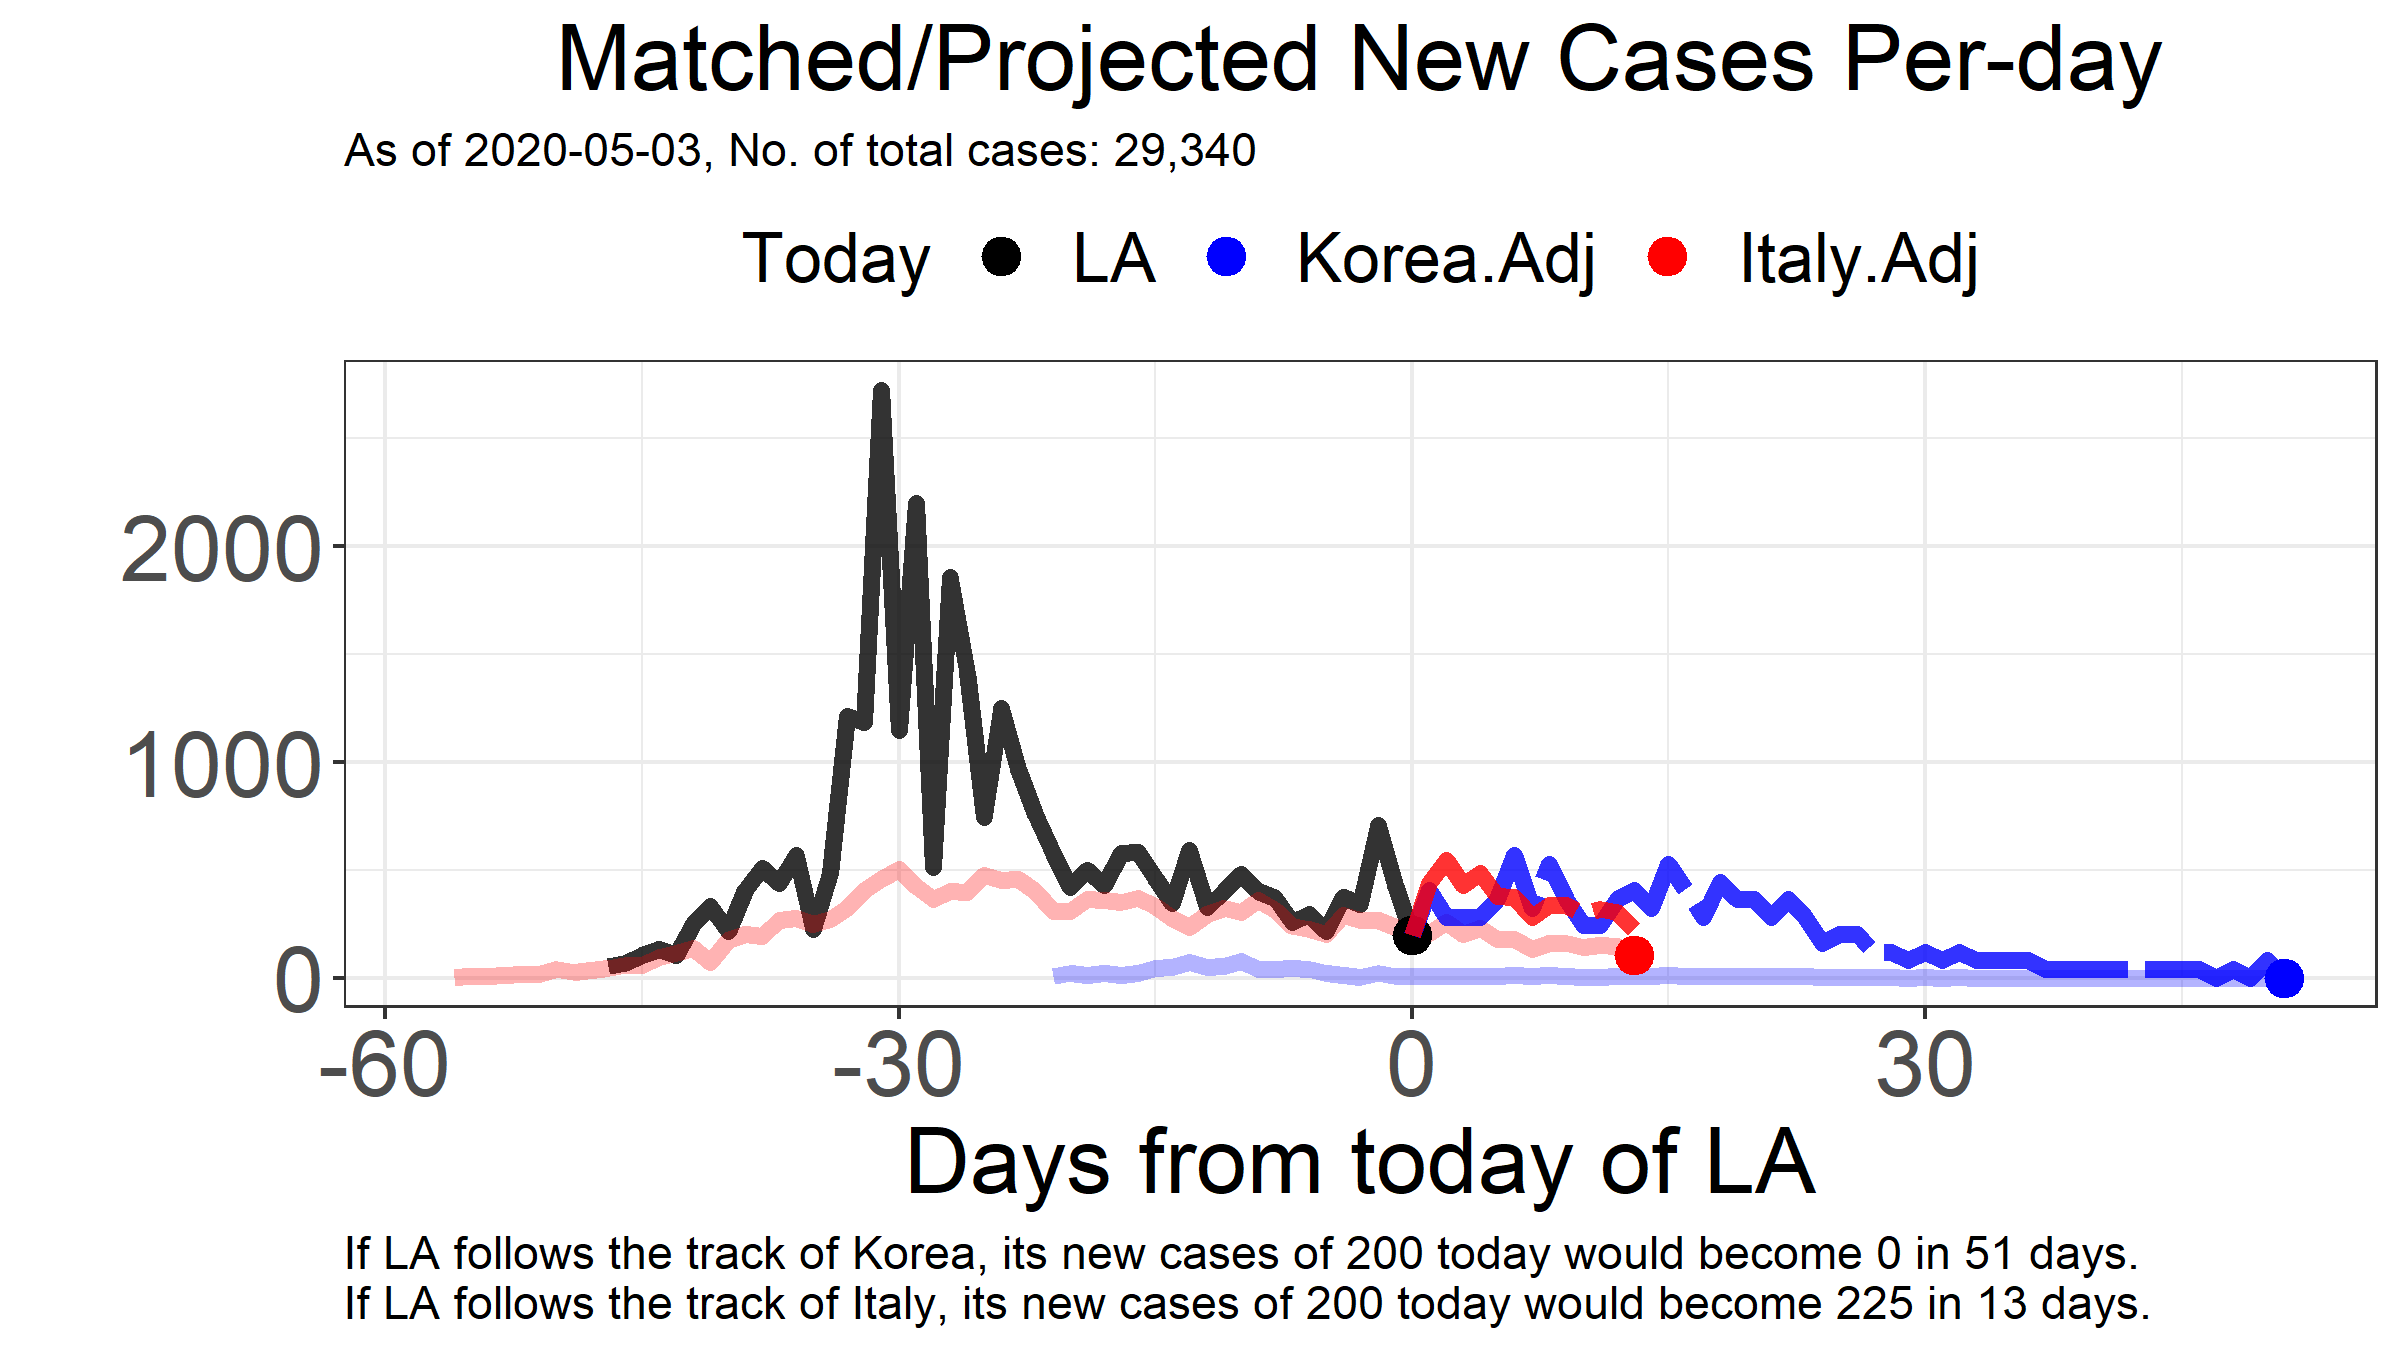 Matched/Projected New Cases Per-day
As of 2020-05-03, No. of total cases: 29,340
Today LA Korea.Adj Italy.Adj
2000
1000
0
-60 -30 0 30
Days from today of LA
If LA follows the track of Korea, its new cases of 200 today would become 0 in 51 days.
If LA follows the track of Italy, its new cases of 200 today would become 225 in 13 days.